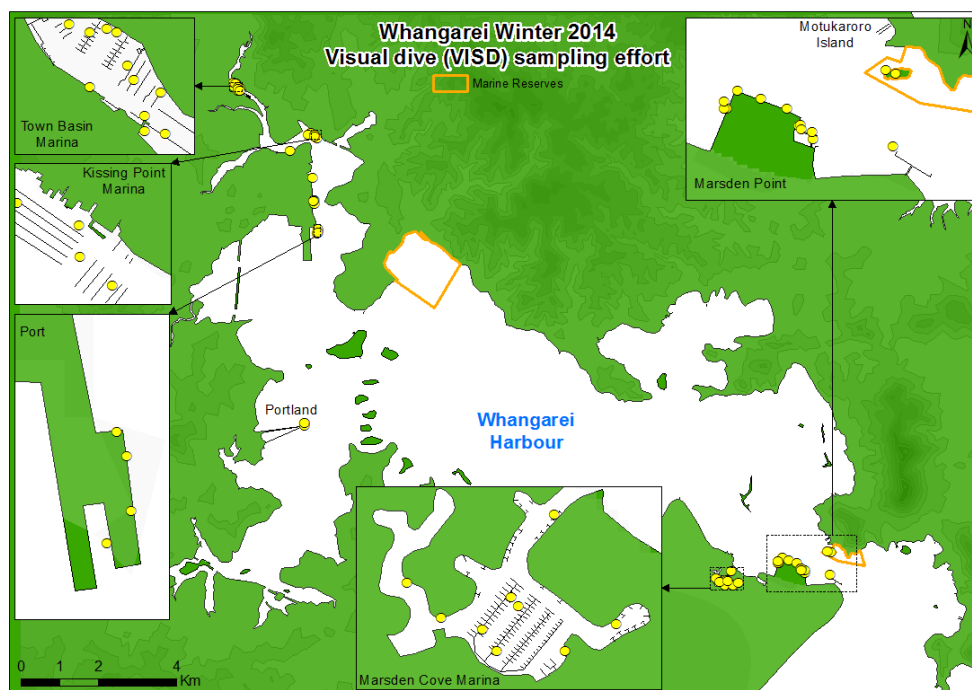 Whangarei Winter 2014
Visual dive (VISD) sampling effort
Marine Reserves
Town Basin
Marina
Kissing Point
Marina
Port
Portland
Whangarei
Harbour
Motukaroro
Island
N
Marsden Point
Marsden Cove Marina
0 1 2 4
Km